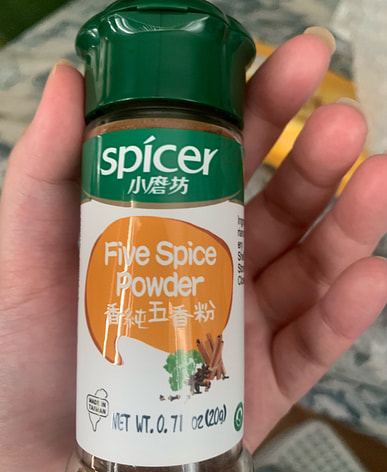 spícer
小磨坊
Five Spice
Powder
香純五香粉
MADE IN
TAIWAN
NET WT. 0.71 oz(20g)